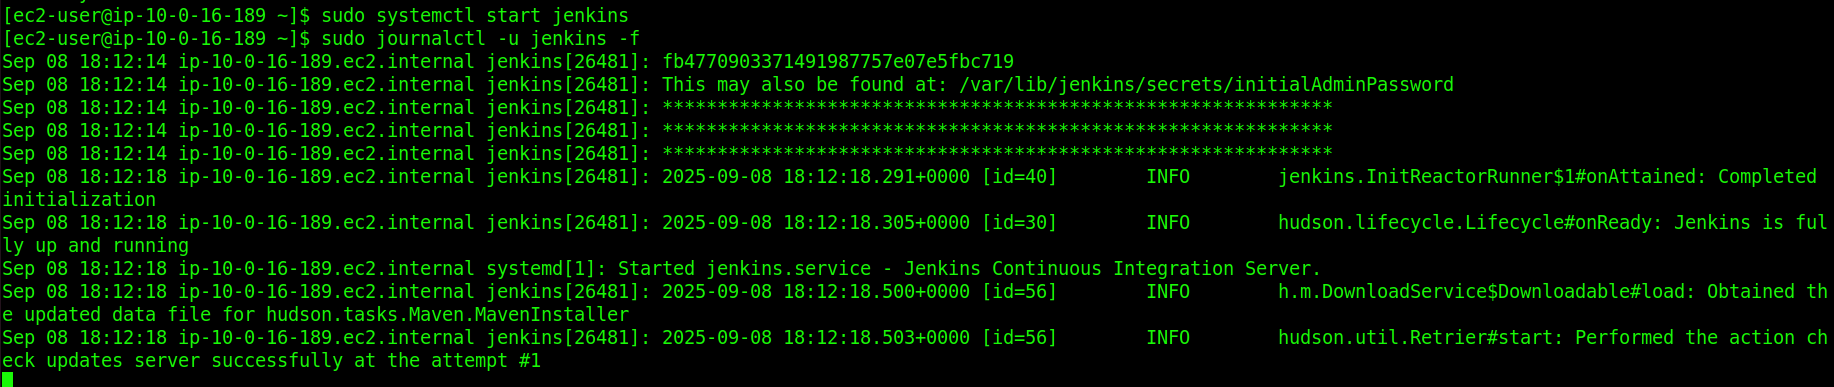 [ec2-user@ip-10-0-16-189 ~]$ sudo systemctl start jenkins
[ec2-user@ip-10-0-16-189 ~]$ sudo journalctl -u jenkins -f
Sep 08 18:12:14 ip-10-0-16-189.ec2.internal jenkins[26481]: fb4770903371491987757e07e5fbc719
Sep 08 18:12:14 ip-10-0-16-189.ec2.internal jenkins[26481]: This may also be found at: /var/lib/jenkins/secrets/initialAdminPassword
Sep 08 18:12:14 ip-10-0-16-189.ec2.internal jenkins[26481]: *************************************************************
Sep 08 18:12:14 ip-10-0-16-189.ec2.internal jenkins[26481]: *************************************************************
Sep 08 18:12:14 ip-10-0-16-189.ec2.internal jenkins[26481]: *************************************************************
Sep 08 18:12:18 ip-10-0-16-189.ec2.internal jenkins[26481]: 2025-09-08 18:12:18.291+0000 [id=40]        INFO        jenkins.InitReactorRunner$1#onAttained: Completed
initialization
Sep 08 18:12:18 ip-10-0-16-189.ec2.internal jenkins[26481]: 2025-09-08 18:12:18.305+0000 [id=30]        INFO        hudson.lifecycle.Lifecycle#onReady: Jenkins is ful
ly up and running
Sep 08 18:12:18 ip-10-0-16-189.ec2.internal systemd[1]: Started jenkins.service - Jenkins Continuous Integration Server.
Sep 08 18:12:18 ip-10-0-16-189.ec2.internal jenkins[26481]: 2025-09-08 18:12:18.500+0000 [id=56]        INFO        h.m.DownloadService$Downloadable#load: Obtained th
e updated data file for hudson.tasks.Maven.MavenInstaller
Sep 08 18:12:18 ip-10-0-16-189.ec2.internal jenkins[26481]: 2025-09-08 18:12:18.503+0000 [id=56]        INFO        hudson.util.Retrier#start: Performed the action ch
eck updates server successfully at the attempt #1